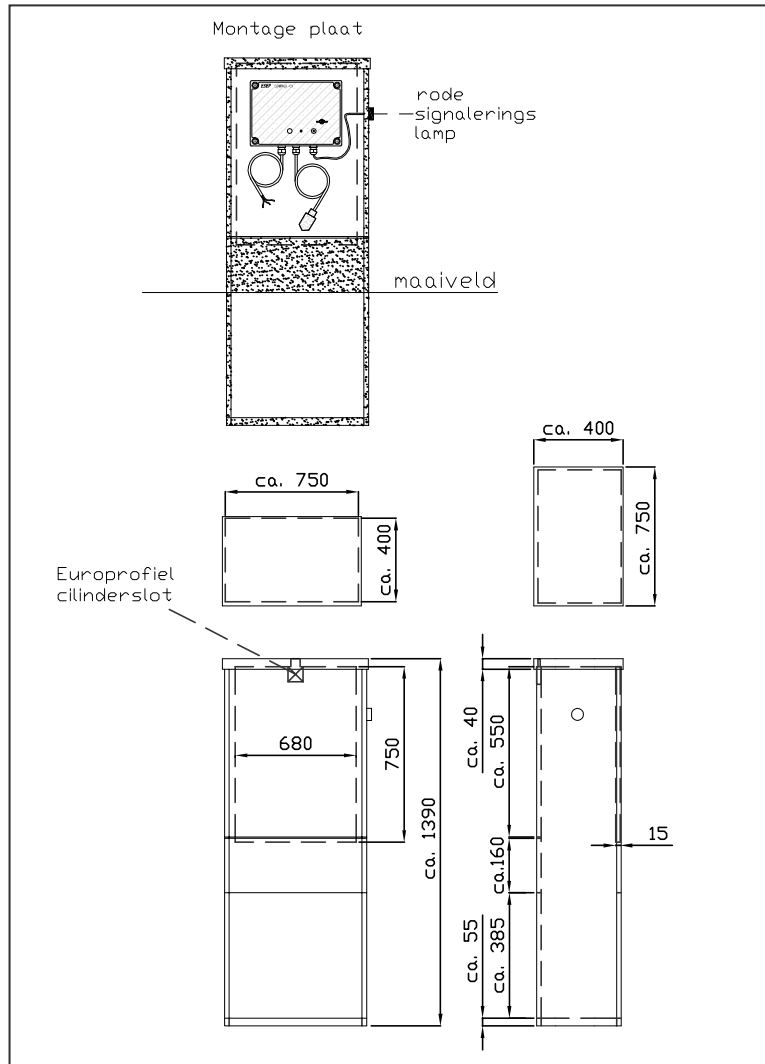 Montage plaat
rode
signalerings
lamp
maaiveld
ca. 400
ca. 750
ca. 750
ca. 400
Europrofiel
cilinderslot
680
750
ca. 1390
ca. 40
ca. 550
15
ca.160
ca. 55
ca. 385